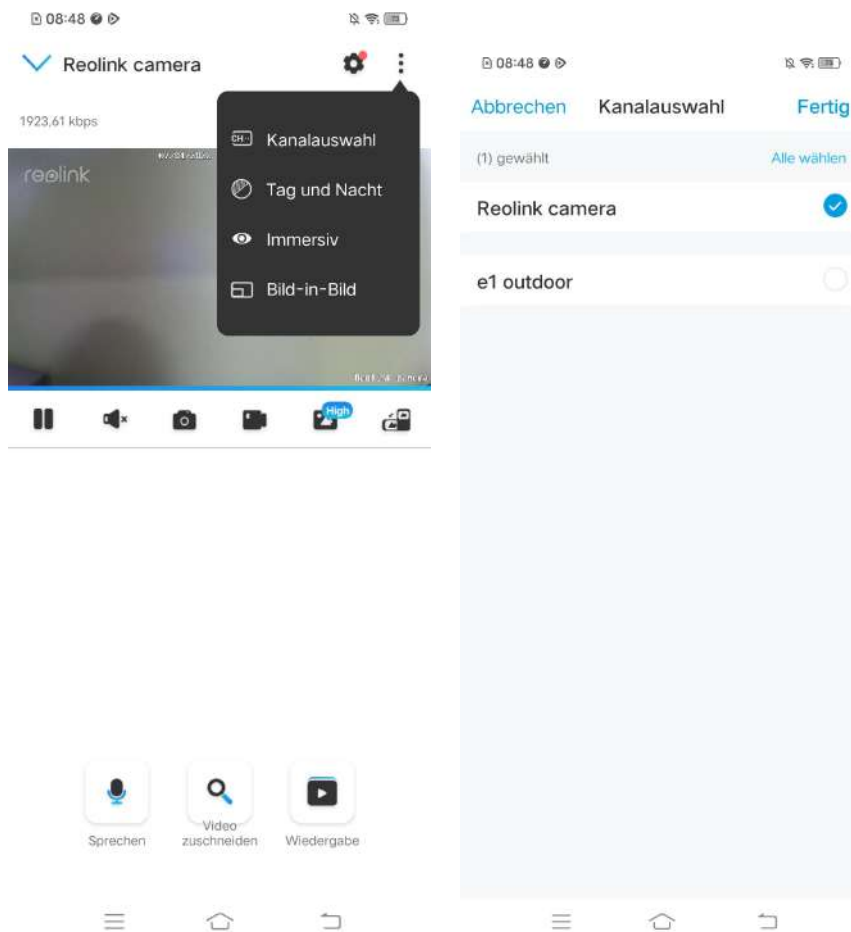 08:48
Reolink camera
1923,61 kbps
reolink
Kanalauswahl
Tag und Nacht
Immersiv
Bild-in-Bild
High
Sprechen
Video
zuschneiden
Wiedergabe
08:48
Abbrechen Kanalauswahl Fertig
(1) gewählt Alle wählen
Reolink camera
e1 outdoor